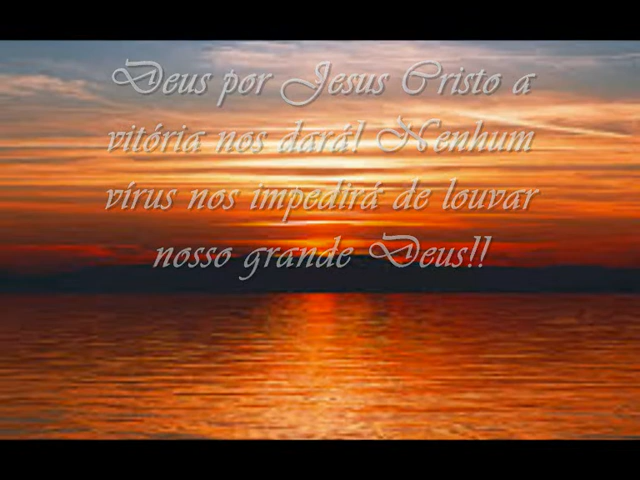 Deus por Jesus Cristo a
vitória nos dará! Nenhum
vírus nos impedirá de louvar
nosso grande Deus!!